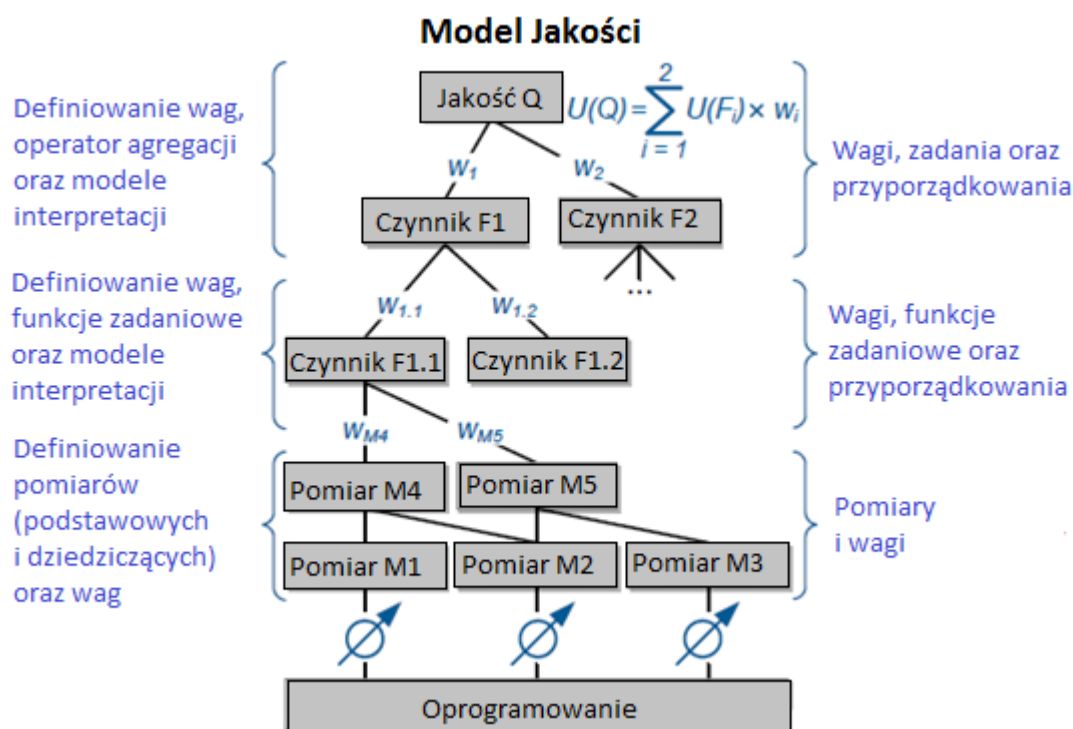 Model Jakości
Definiowanie wag,
operator agregacji
oraz modele
interpretacji
Jakość Q
U(Q) = 2∑i = 1 U(Fᵢ) × wᵢ
Wagi, zadania oraz
przyporządkowania
W₁
W₂
Czynnik F1
Czynnik F2
...
Definiowanie wag,
funkcje zadaniowe
oraz modele
interpretacji
W₁.₁
W₁.₂
Wagi, funkcje
zadaniowe oraz
przyporządkowania
Czynnik F1.1
Czynnik F1.2
Definiowanie
pomiarów
(podstawowych
i dziedziczących)
oraz wag
W_M4
W_M5
Pomiar M4
Pomiar M5
Pomiary
i wagi
Pomiar M1
Pomiar M2
Pomiar M3
Oprogramowanie